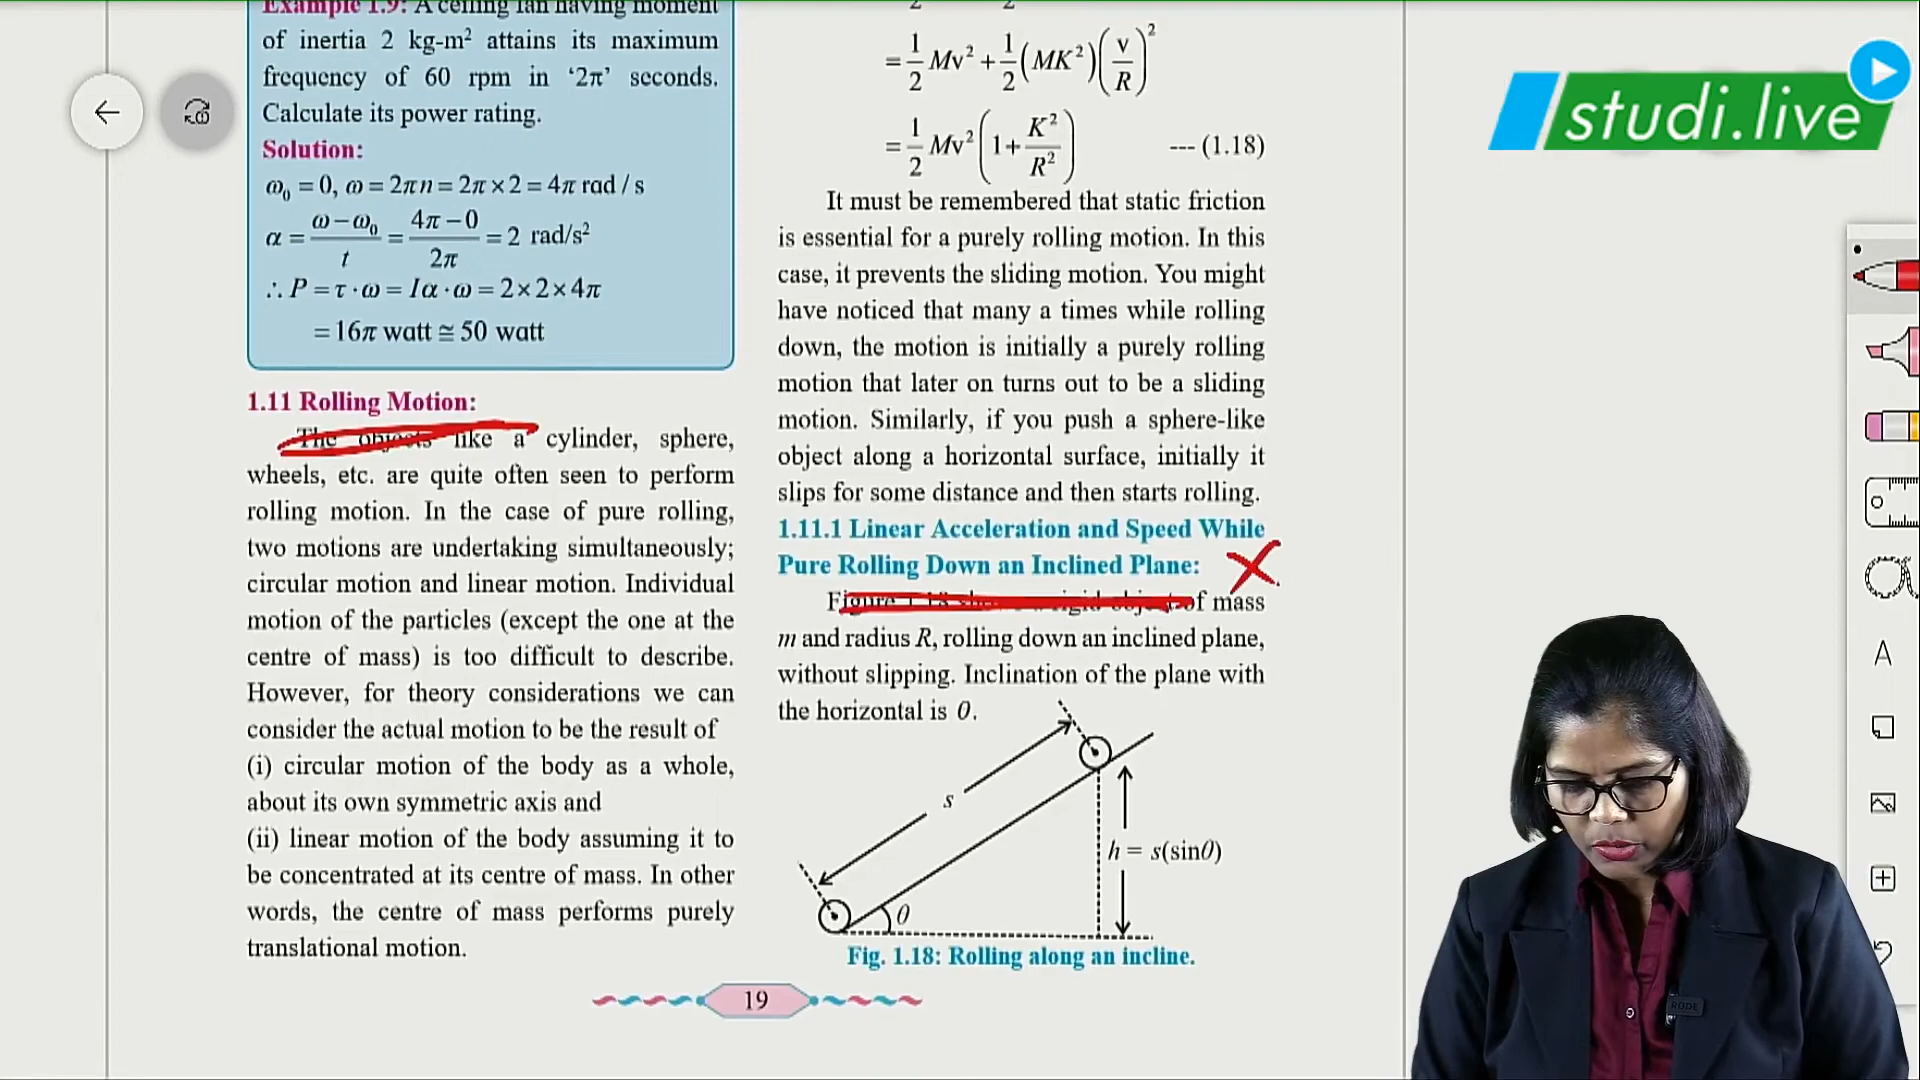 Example 1.9: A ceiling fan having moment
of inertia 2 kg-m² attains its maximum
frequency of 60 rpm in ‘2π’ seconds.
Calculate its power rating.
Solution:
ω₀ = 0, ω = 2πn = 2π × 2 = 4π rad / s
α = (ω − ω₀)/t = (4π − 0)/2π = 2 rad/s²
∴ P = τ · ω = Iα · ω = 2 × 2 × 4π
= 16π watt ≅ 50 watt
1.11 Rolling Motion:
The objects like a cylinder, sphere,
wheels, etc. are quite often seen to perform
rolling motion. In the case of pure rolling,
two motions are undertaking simultaneously;
circular motion and linear motion. Individual
motion of the particles (except the one at the
centre of mass) is too difficult to describe.
However, for theory considerations we can
consider the actual motion to be the result of
(i) circular motion of the body as a whole,
about its own symmetric axis and
(ii) linear motion of the body assuming it to
be concentrated at its centre of mass. In other
words, the centre of mass performs purely
translational motion.
= 1/2 Mv² + 1/2 (MK²)(v/R)²
= 1/2 Mv² (1 + K²/R²) --- (1.18)
It must be remembered that static friction
is essential for a purely rolling motion. In this
case, it prevents the sliding motion. You might
have noticed that many a times while rolling
down, the motion is initially a purely rolling
motion that later on turns out to be a sliding
motion. Similarly, if you push a sphere-like
object along a horizontal surface, initially it
slips for some distance and then starts rolling.
1.11.1 Linear Acceleration and Speed While
Pure Rolling Down an Inclined Plane:
Figure 1.18 shows a rigid object of mass
m and radius R, rolling down an inclined plane,
without slipping. Inclination of the plane with
the horizontal is θ.
s
h = s(sinθ)
θ
Fig. 1.18: Rolling along an incline.
19
studi.live
A
RODE